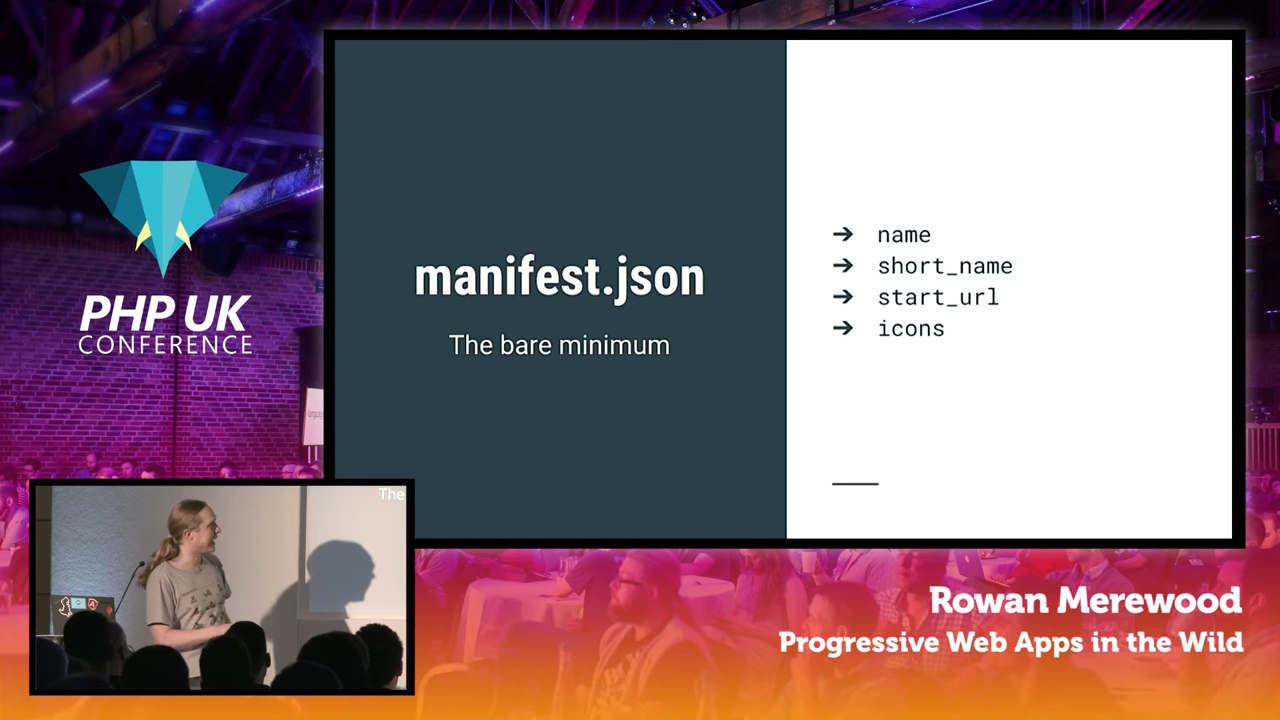 PHP UK
CONFERENCE
manifest.json
The bare minimum
➔ name
➔ short_name
➔ start_url
➔ icons
The
Rowan Merewood
Progressive Web Apps in the Wild